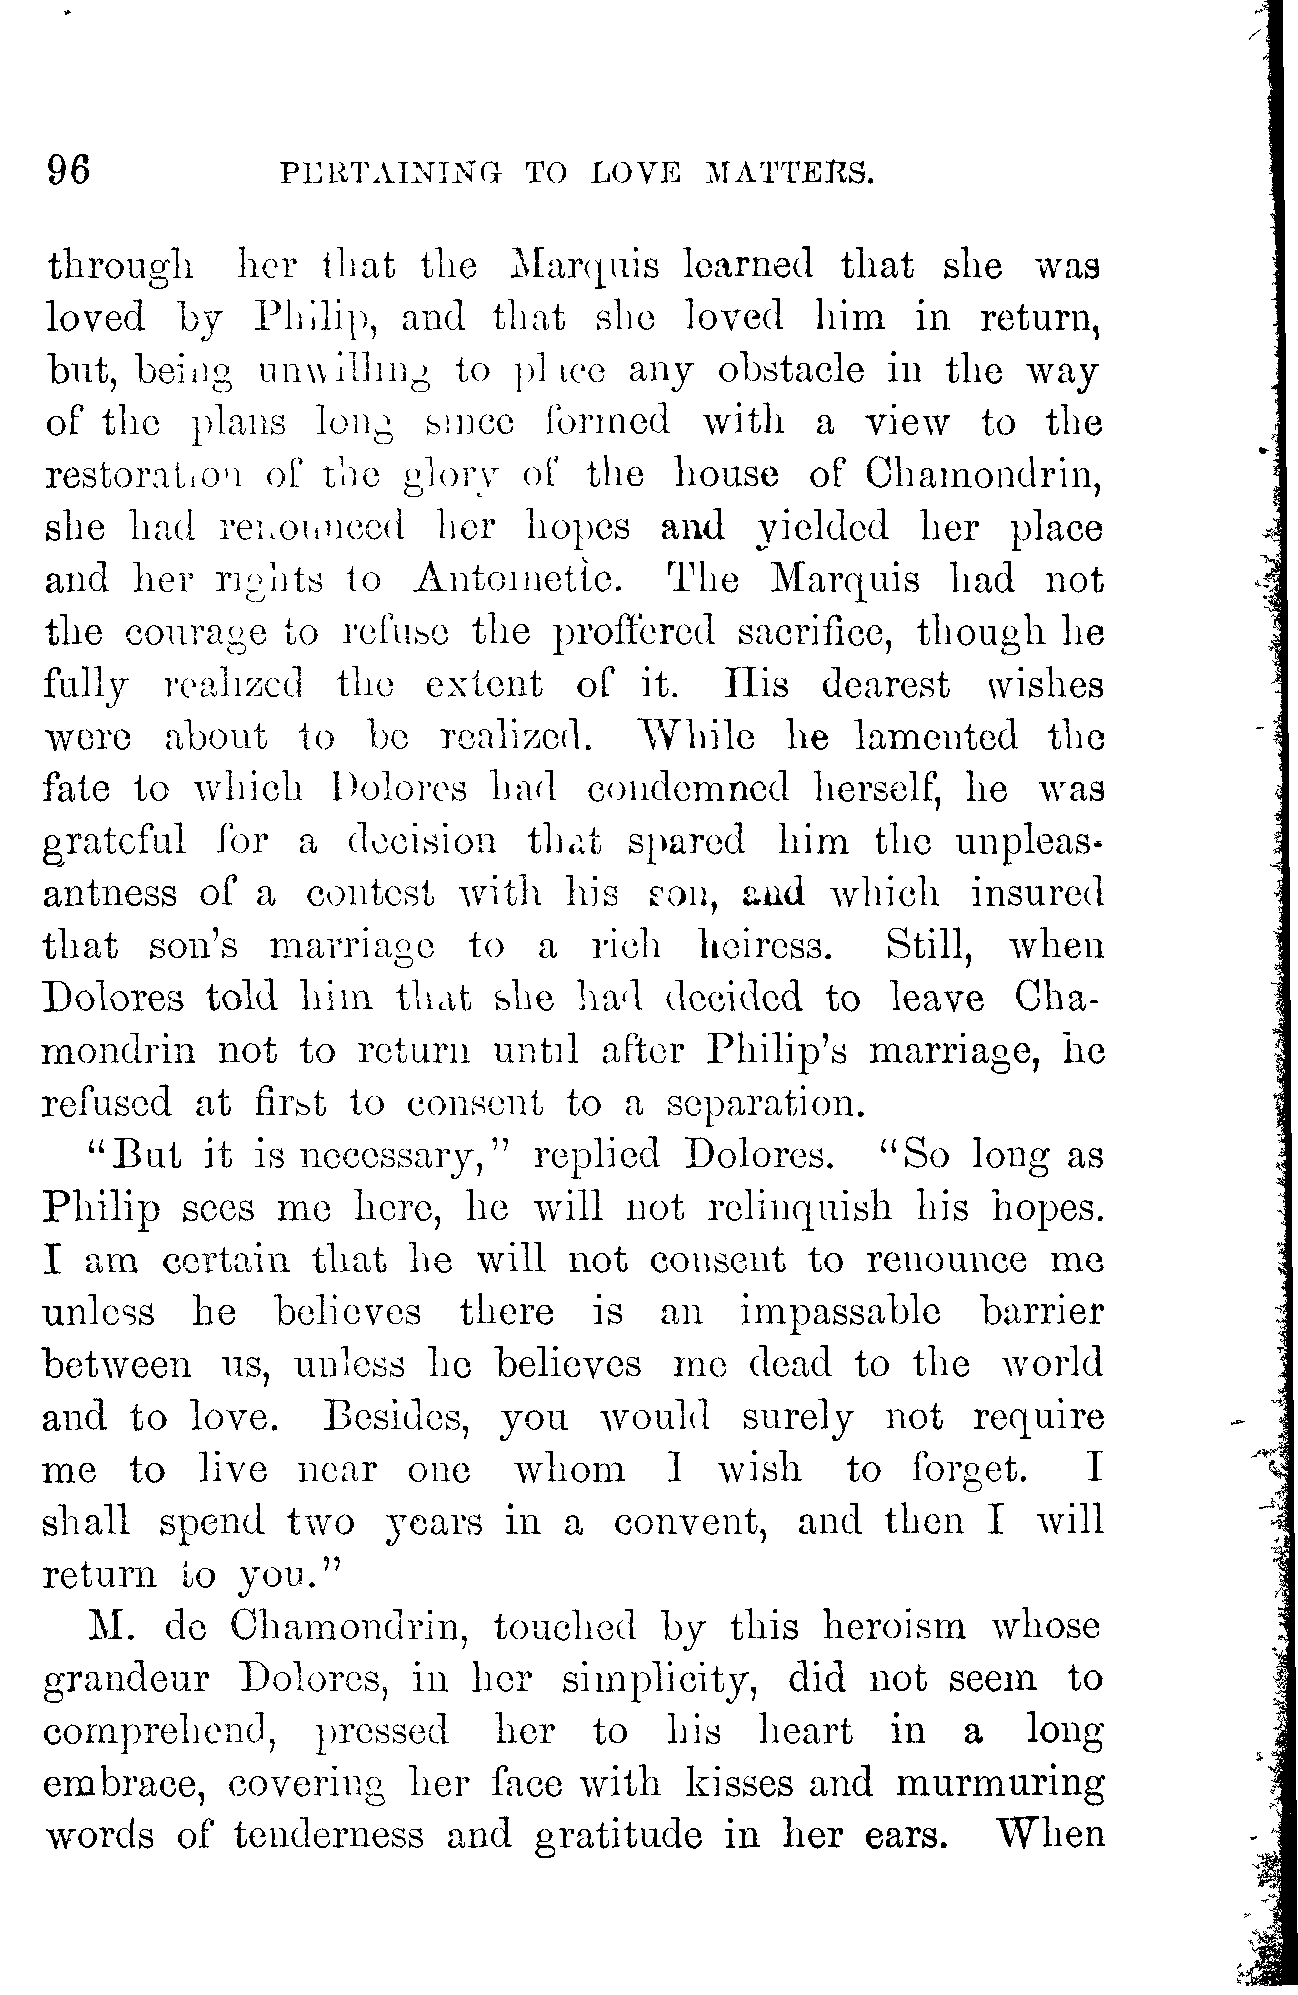 96 PERTAINING TO LOVE MATTERS.
through her that the Marquis learned that she was
loved by Philip, and that she loved him in return,
but, being unwilling to place any obstacle in the way
of the plans long since formed with a view to the
restoration of the glory of the house of Chamondrin,
she had renounced her hopes and yielded her place
and her rights to Antoinette. The Marquis had not
the courage to refuse the proffered sacrifice, though he
fully realized the extent of it. His dearest wishes
were about to be realized. While he lamented the
fate to which Dolores had condemned herself, he was
grateful for a decision that spared him the unpleas-
antness of a contest with his son, and which insured
that son's marriage to a rich heiress. Still, when
Dolores told him that she had decided to leave Cha-
mondrin not to return until after Philip's marriage, he
refused at first to consent to a separation.
"But it is necessary," replied Dolores. "So long as
Philip sees me here, he will not relinquish his hopes.
I am certain that he will not consent to renounce me
unless he believes there is an impassable barrier
between us, unless he believes me dead to the world
and to love. Besides, you would surely not require
me to live near one whom I wish to forget. I
shall spend two years in a convent, and then I will
return to you."
M. de Chamondrin, touched by this heroism whose
grandeur Dolores, in her simplicity, did not seem to
comprehend, pressed her to his heart in a long
embrace, covering her face with kisses and murmuring
words of tenderness and gratitude in her ears. When